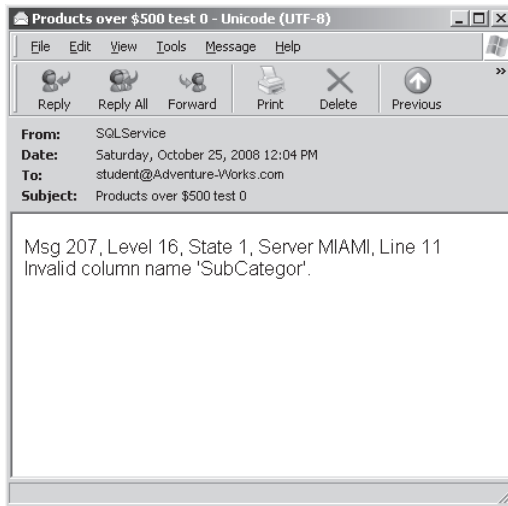 Products over $500 test 0 - Unicode (UTF-8)
File Edit View Tools Message Help
Reply Reply All Forward Print Delete Previous »
From: SQLService
Date: Saturday, October 25, 2008 12:04 PM
To: student@Adventure-Works.com
Subject: Products over $500 test 0
Msg 207, Level 16, State 1, Server MIAMI, Line 11
Invalid column name 'SubCategor'.